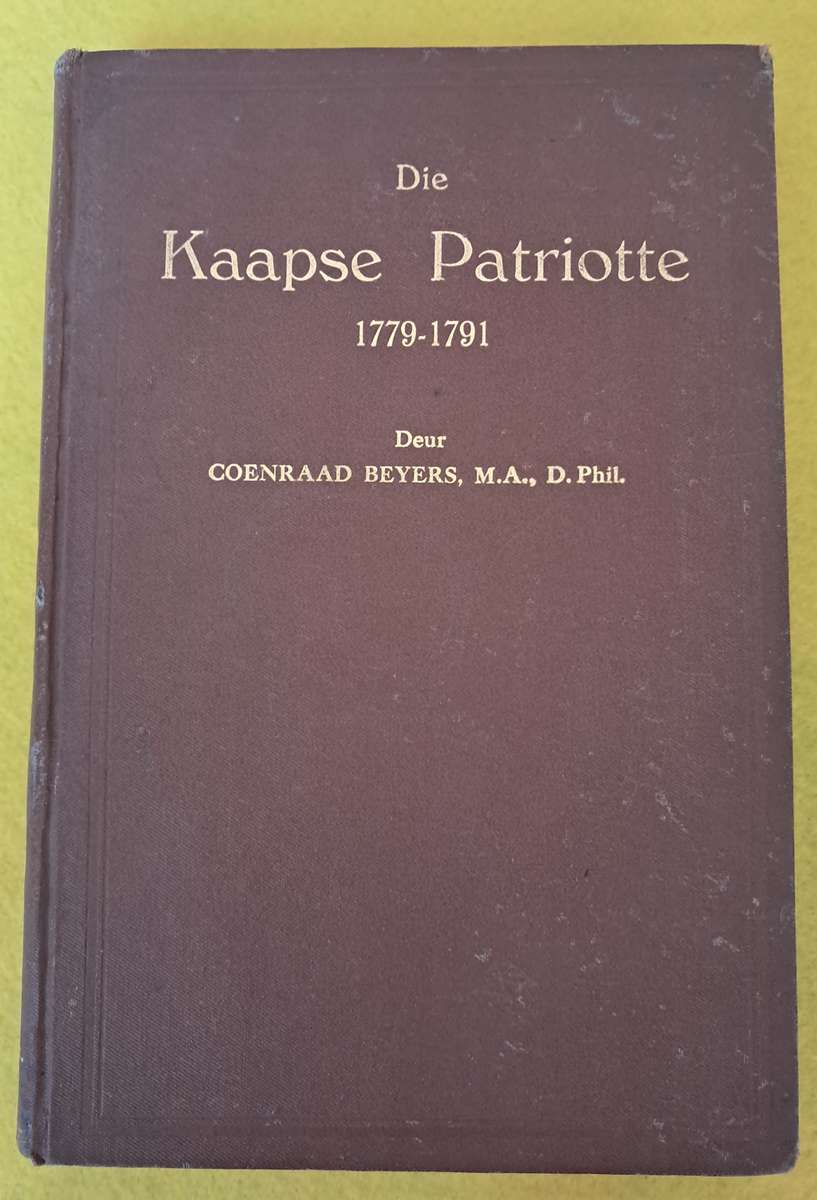 Die
Kaapse Patriotte
1779-1791
Deur
COENRAAD BEYERS, M.A., D.Phil.